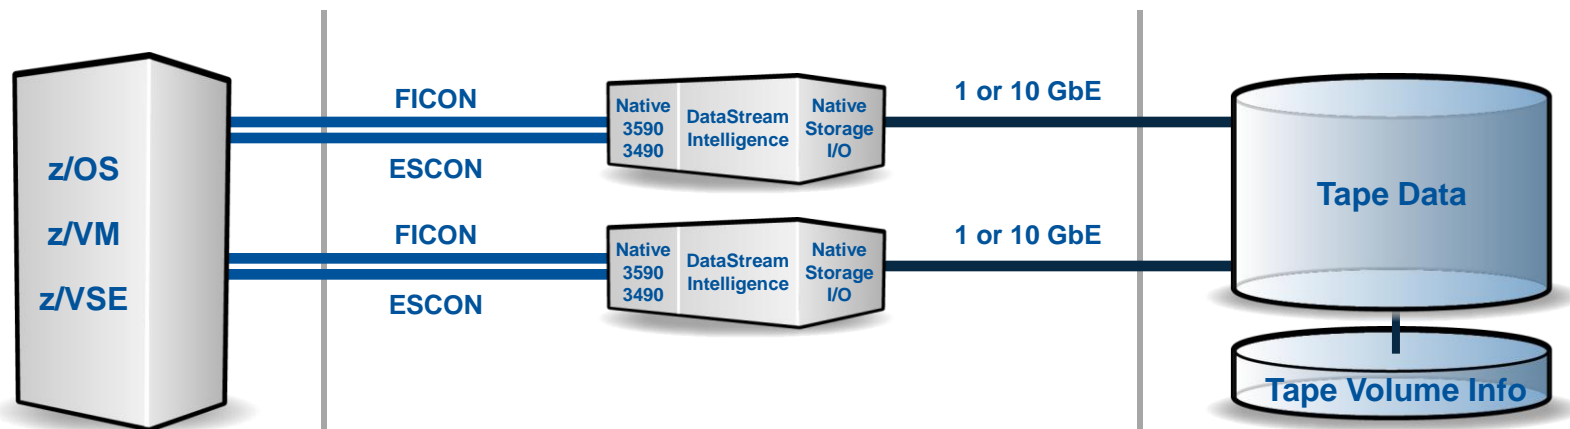 z/OS
z/VM
z/VSE
FICON
ESCON
Native
3590
3490
DataStream
Intelligence
Native
Storage
I/O
1 or 10 GbE
FICON
ESCON
Native
3590
3490
DataStream
Intelligence
Native
Storage
I/O
1 or 10 GbE
Tape Data
Tape Volume Info